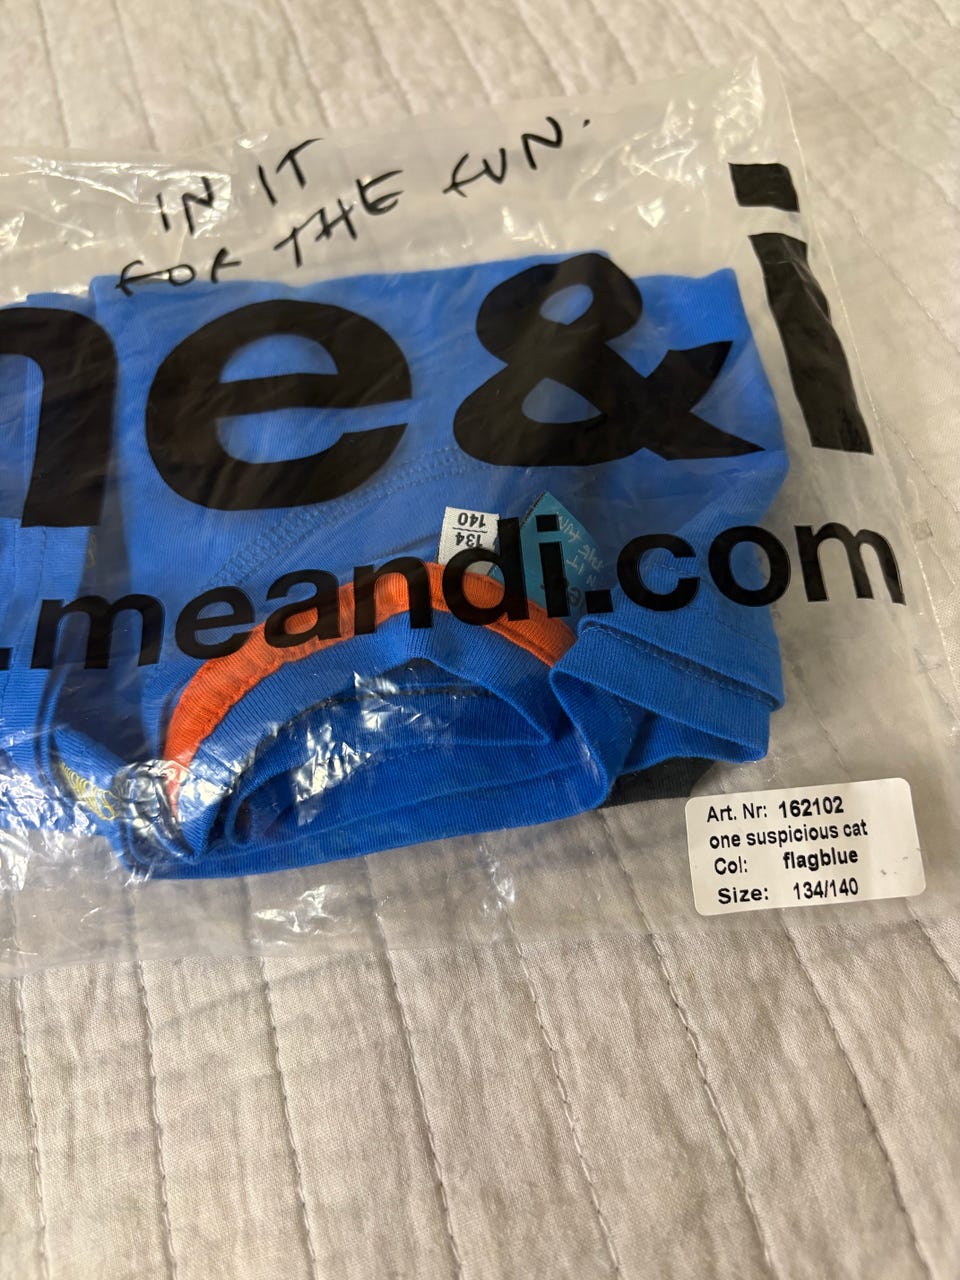 IN IT
FOR THE FUN.
me&i
.meandi.com
134
140
Art. Nr: 162102
one suspicious cat
Col: flagblue
Size: 134/140